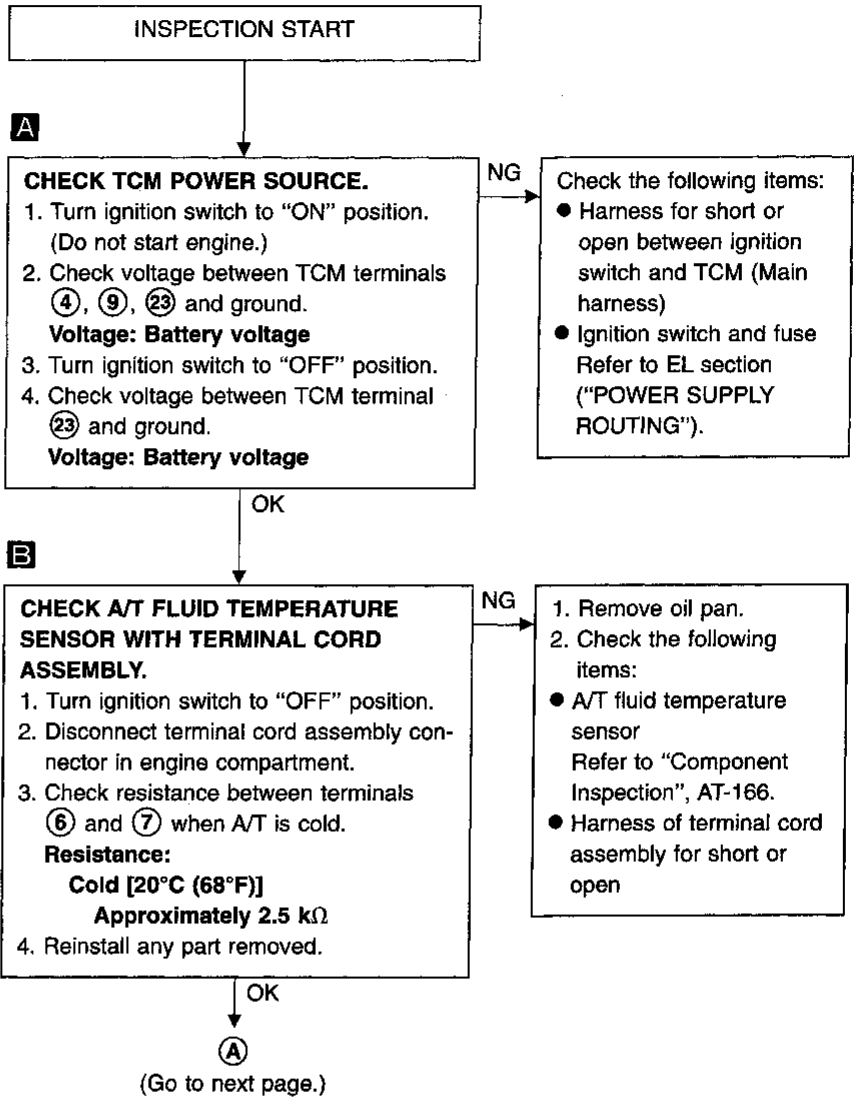 INSPECTION START
A
CHECK TCM POWER SOURCE.
1. Turn ignition switch to “ON” position.
(Do not start engine.)
2. Check voltage between TCM terminals
④, ⑨, ㉓ and ground.
Voltage: Battery voltage
3. Turn ignition switch to “OFF” position.
4. Check voltage between TCM terminal
㉓ and ground.
Voltage: Battery voltage
NG
Check the following items:
● Harness for short or
open between ignition
switch and TCM (Main
harness)
● Ignition switch and fuse
Refer to EL section
(“POWER SUPPLY
ROUTING”).
OK
B
CHECK A/T FLUID TEMPERATURE
SENSOR WITH TERMINAL CORD
ASSEMBLY.
1. Turn ignition switch to “OFF” position.
2. Disconnect terminal cord assembly con-
nector in engine compartment.
3. Check resistance between terminals
⑥ and ⑦ when A/T is cold.
Resistance:
Cold [20°C (68°F)]
Approximately 2.5 kΩ
4. Reinstall any part removed.
NG
1. Remove oil pan.
2. Check the following
items:
● A/T fluid temperature
sensor
Refer to “Component
Inspection”, AT-166.
● Harness of terminal cord
assembly for short or
open
OK
Ⓐ
(Go to next page.)